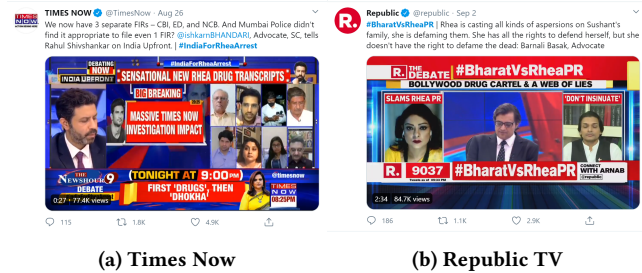 TIMES NOW @TimesNow · Aug 26
We now have 3 separate FIRs – CBI, ED, and NCB. And Mumbai Police didn't
find it appropriate to file even 1 FIR? @ishkarnBHANDARI, Advocate, SC, tells
Rahul Shivshankar on India Upfront. | #IndiaForRheaArrest
DEBATING
NOW
INDIA UPFRONT
#IndiaForRheaArrest
SENSATIONAL NEW RHEA DRUG TRANSCRIPTS
BIG BREAKING
MASSIVE TIMES NOW
INVESTIGATION IMPACT
THE
NEWSHOUR 9
DEBATE
TONIGHT AT 9:00PM
FIRST 'DRUGS', THEN
'DHOKHA'
@timesnow
TIMES
NOW
08:25PM
0:27 77.4K views
115 1.8K 4.9K
(a) Times Now
Republic @republic · Sep 2
#BharatVsRheaPR | Rhea is casting all kinds of aspersions on Sushant's
family, she is defaming them. She has all the rights to defend herself, but she
doesn't have the right to defame the dead: Barnali Basak, Advocate
R. THE
DEBATE #BharatVsRheaPR
BOLLYWOOD DRUG CARTEL & A WEB OF LIES
SLAMS RHEA PR
'DON'T INSINUATE'
R. 9037 #BharatVsRheaPR
CONNECT
WITH ARNAB
@republic
2:34 84.7K views
186 1.1K 2.9K
(b) Republic TV